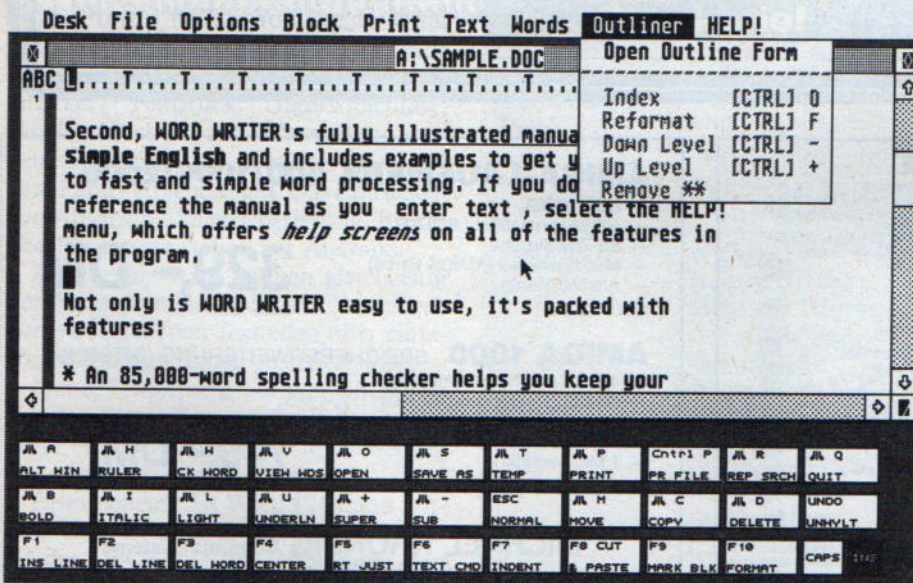 Desk File Options Block Print Text Words Outliner HELP!
A:\SAMPLE.DOC
Open Outline Form
Index [CTRL] 0
Reformat [CTRL] F
Down Level [CTRL] -
Up Level [CTRL] +
Remove **
ABC L....T....T....T....T....T....T....T....T....
1
Second, WORD WRITER's fully illustrated manua
simple English and includes examples to get y
to fast and simple word processing. If you do
reference the manual as you enter text , select the HELP!
menu, which offers help screens on all of the features in
the program.
Not only is WORD WRITER easy to use, it's packed with
features:
* An 85,000-word spelling checker helps you keep your
A H W V O S T P Cntrl P R Q
ALT WIN RULER CK WORD VIEW WDS OPEN SAVE AS TEMP PRINT PR FILE REP SRCH QUIT
B I L U + - ESC M C D UNDO
BOLD ITALIC LIGHT UNDERLN SUPER SUB NORMAL MOVE COPY DELETE UNHYLT
F1 F2 F3 F4 F5 F6 F7 F8 CUT F9 F10
INS LINE DEL LINE DEL WORD CENTER RT JUST TEXT CMD INDENT & PASTE MARK BLK FORMAT CAPS INS